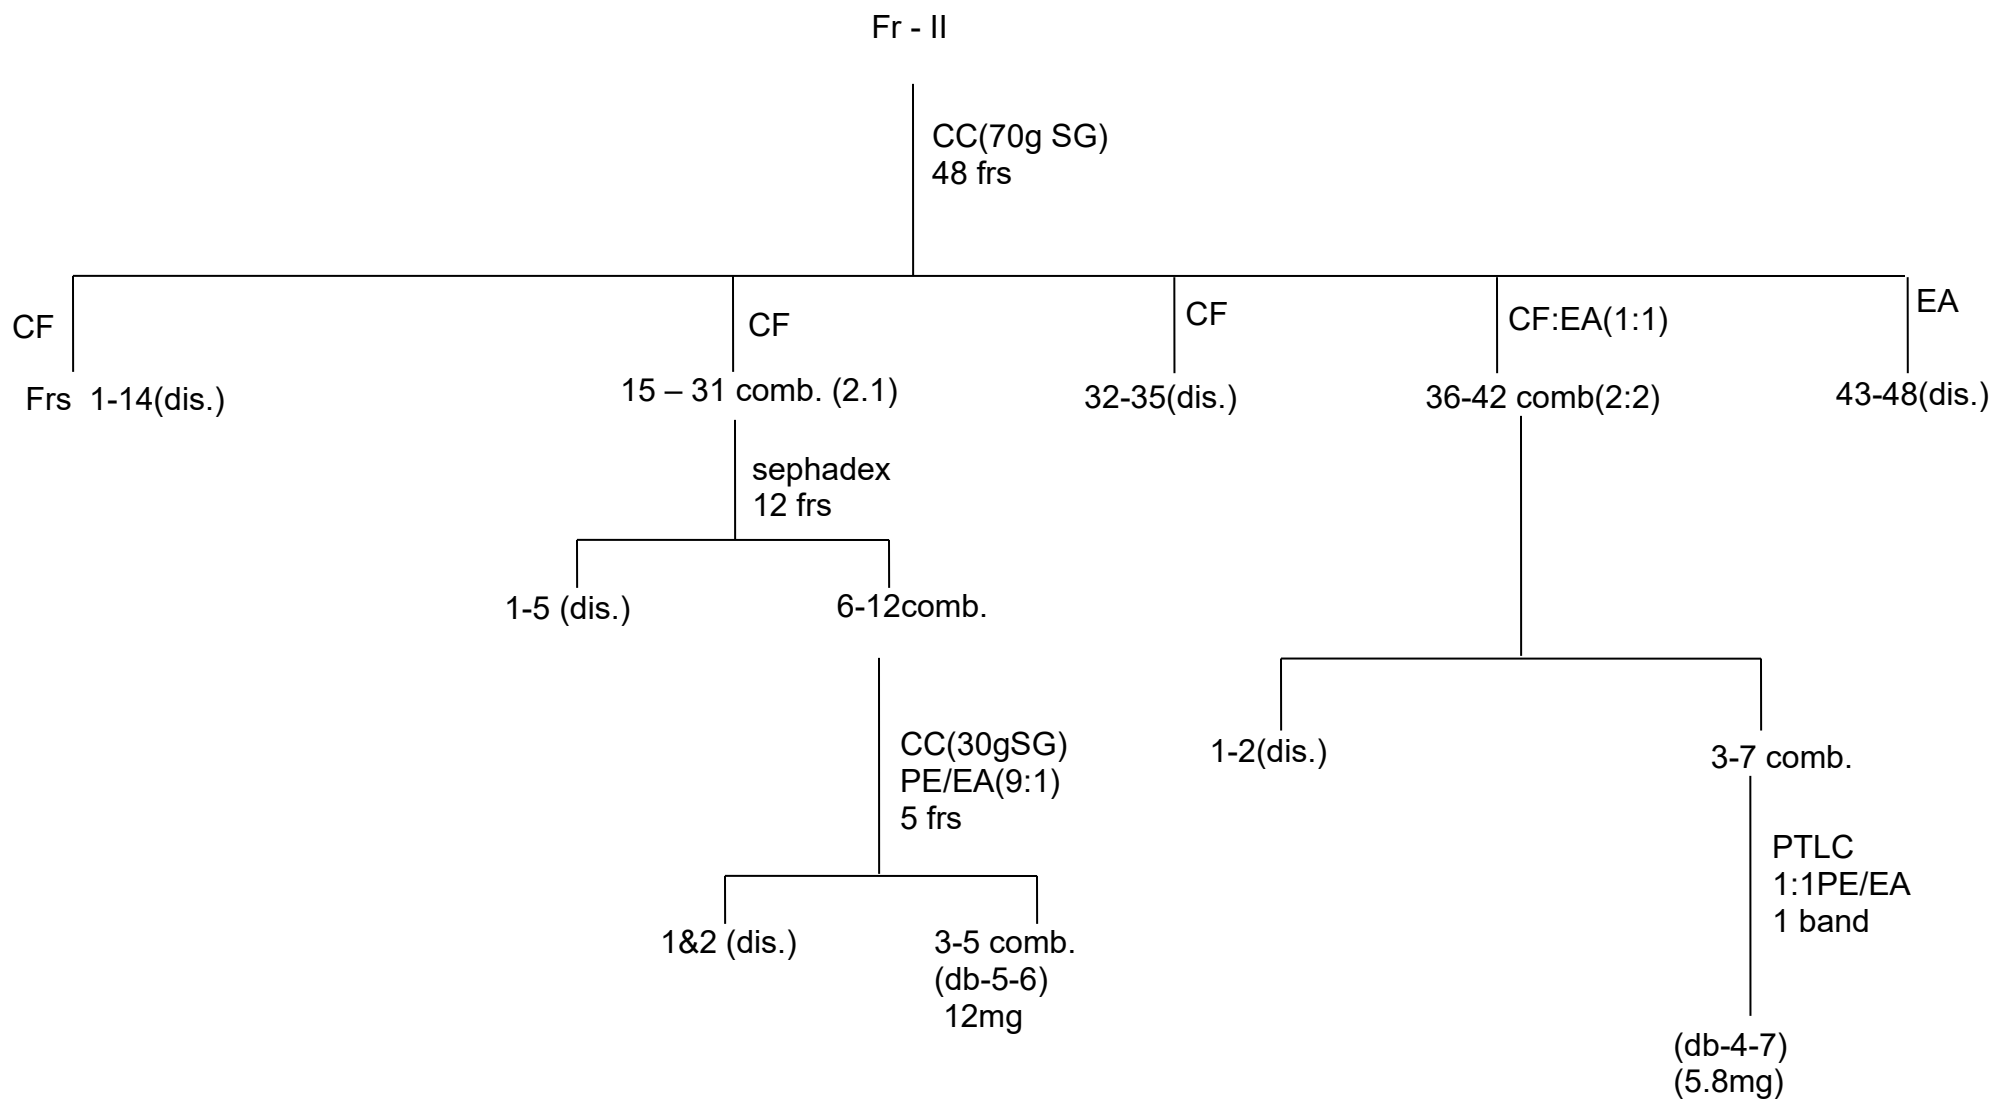 Fr - II
CC(70g SG)
48 frs
CF
CF
CF
CF:EA(1:1)
EA
Frs  1-14(dis.)
15 – 31 comb. (2.1)
32-35(dis.)
36-42 comb(2:2)
43-48(dis.)
sephadex
12 frs
1-5 (dis.)
6-12comb.
CC(30gSG)
PE/EA(9:1)
5 frs
1-2(dis.)
3-7 comb.
PTLC
1:1PE/EA
1 band
1&2 (dis.)
3-5 comb.
(db-5-6)
12mg
(db-4-7)
(5.8mg)